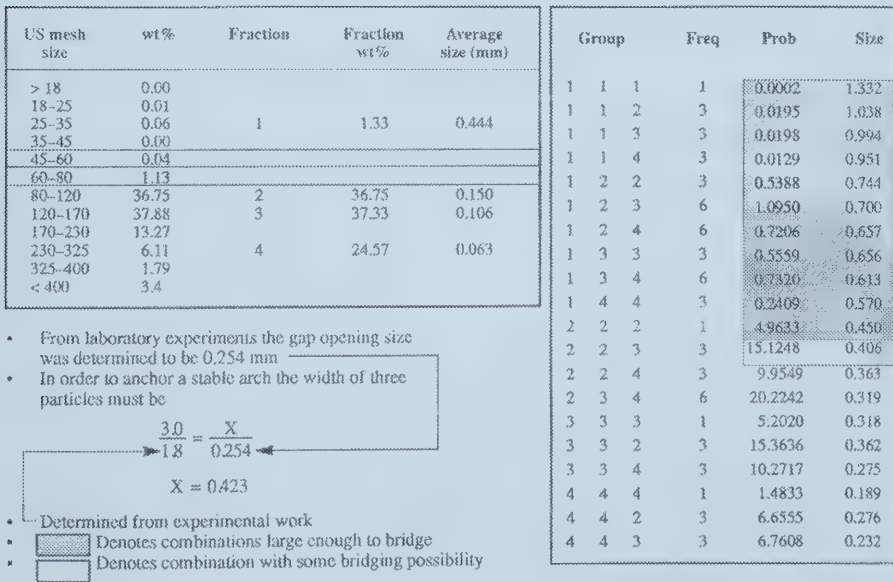 US mesh size wt% Fraction Fraction wt% Average size (mm)
> 18 0.00
18–25 0.01
25–35 0.06 1 1.33 0.444
35–45 0.00
45–60 0.04
60–80 1.13
80–120 36.75 2 36.75 0.150
120–170 37.88 3 37.33 0.106
170–230 13.27
230–325 6.11 4 24.57 0.063
325–400 1.79
< 400 3.4
• From laboratory experiments the gap opening size
was determined to be 0.254 mm
• In order to anchor a stable arch the width of three
particles must be
3.0 / 1.8 = X / 0.254
X = 0.423
• Determined from experimental work
• Denotes combinations large enough to bridge
• Denotes combination with some bridging possibility
Group Freq Prob Size
1 1 1 1 0.0002 1.332
1 1 2 3 0.0195 1.038
1 1 3 3 0.0198 0.994
1 1 4 3 0.0129 0.951
1 2 2 3 0.5388 0.744
1 2 3 6 1.0950 0.700
1 2 4 6 0.7206 0.657
1 3 3 3 0.5559 0.656
1 3 4 6 0.7320 0.613
1 4 4 3 0.2409 0.570
2 2 2 1 4.9633 0.450
2 2 3 3 15.1248 0.406
2 2 4 3 9.9549 0.363
2 3 4 6 20.2242 0.319
3 3 3 1 5.2020 0.318
3 3 2 3 15.3636 0.362
3 3 4 3 10.2717 0.275
4 4 4 1 1.4833 0.189
4 4 2 3 6.6555 0.276
4 4 3 3 6.7608 0.232